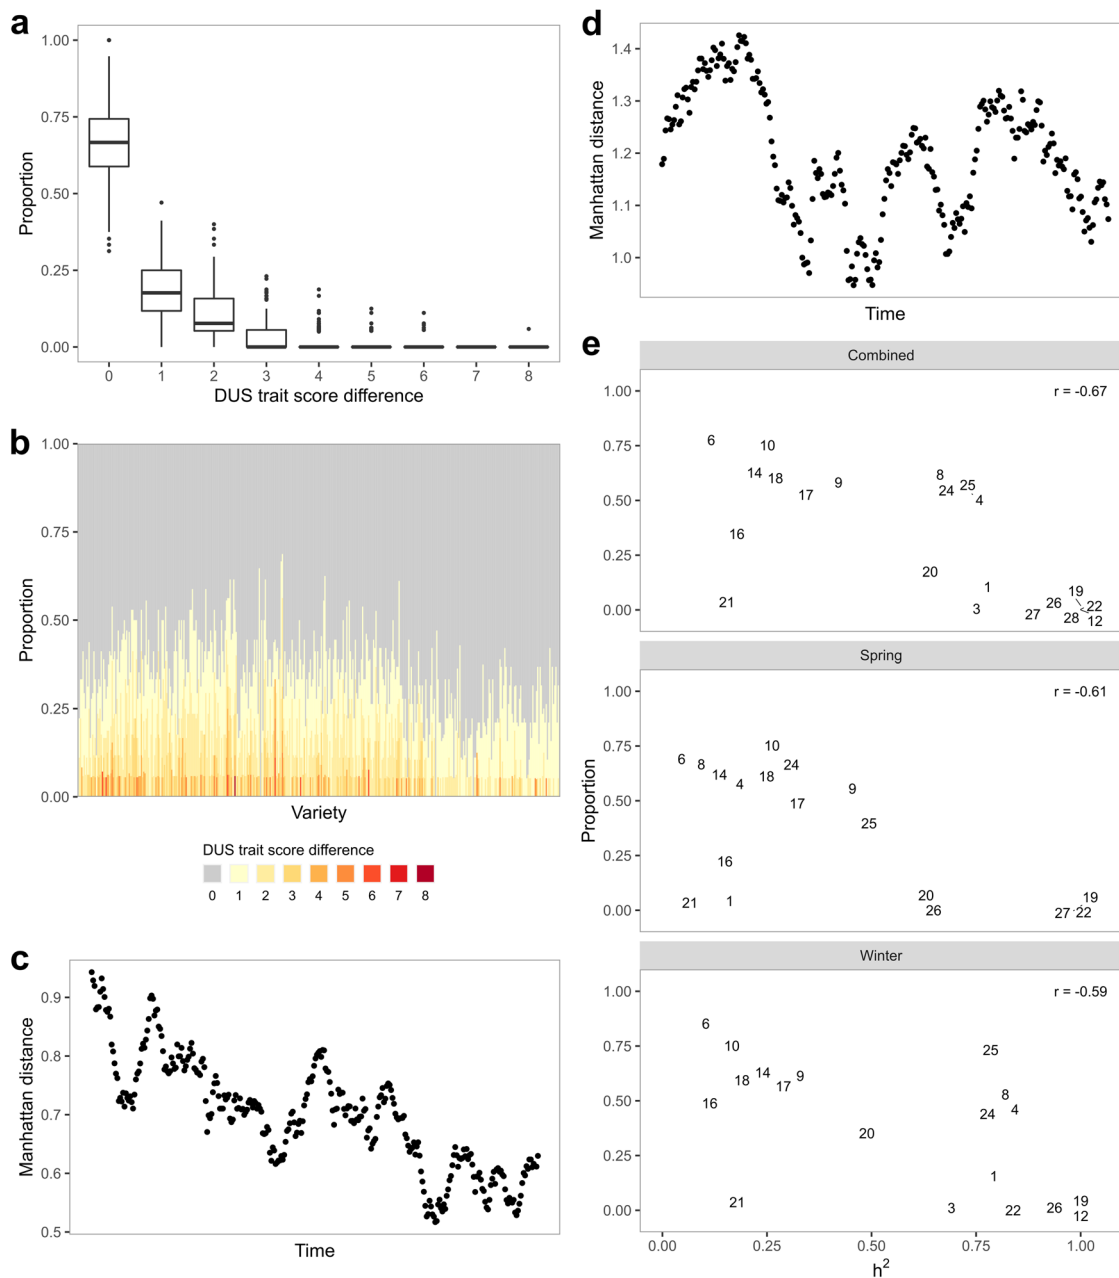 a
1.00
0.75
0.50
0.25
0.00
Proportion
0 1 2 3 4 5 6 7 8
DUS trait score difference
b
1.00
0.75
0.50
0.25
0.00
Proportion
Variety
DUS trait score difference
0 1 2 3 4 5 6 7 8
c
0.9
0.8
0.7
0.6
0.5
Manhattan distance
Time
d
1.4
1.3
1.2
1.1
1.0
Manhattan distance
Time
e
Combined
r = -0.67
1.00
0.75
0.50
0.25
0.00
6 10
14 18 17 9 8 24 25 4
16
21 20 1 3 19 26 22 27 28 12
Spring
r = -0.61
1.00
0.75
0.50
0.25
0.00
Proportion
6 8 14 4 10 18 24 17 9 25
16
21 1 20 26 19 27 22
Winter
r = -0.59
1.00
0.75
0.50
0.25
0.00
6 10 25
18 14 17 9 16 8 24 4
20
21 1 3 22 26 19 12
0.00 0.25 0.50 0.75 1.00
h²